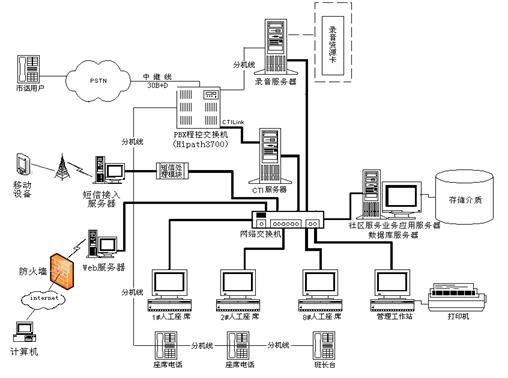 录音资源卡
分机线
录音服务器
市话用户
PSTN
中继线
30B+D
PBX程控交换机
(Hipath3700)
CTILink
分机线
CTI服务器
移动设备
短信接入服务器
短信处理模块
网络交换机
社区服务业务应用服务器
数据库服务器
存储介质
防火墙
Web服务器
internet
计算机
分机线
1#人工座席
2#人工座席
8#人工座席
管理工作站
打印机
座席电话
分机线
座席电话
分机线
班长台